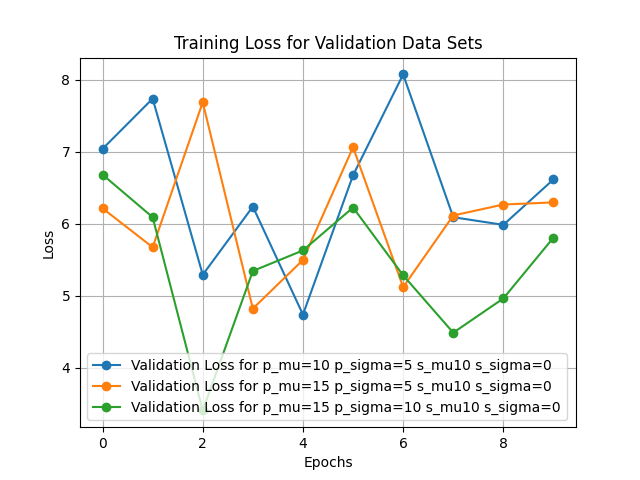 Training Loss for Validation Data Sets
8
7
6
5
4
Loss
Validation Loss for p_mu=10 p_sigma=5 s_mu10 s_sigma=0
Validation Loss for p_mu=15 p_sigma=5 s_mu10 s_sigma=0
Validation Loss for p_mu=15 p_sigma=10 s_mu10 s_sigma=0
0 2 4 6 8
Epochs